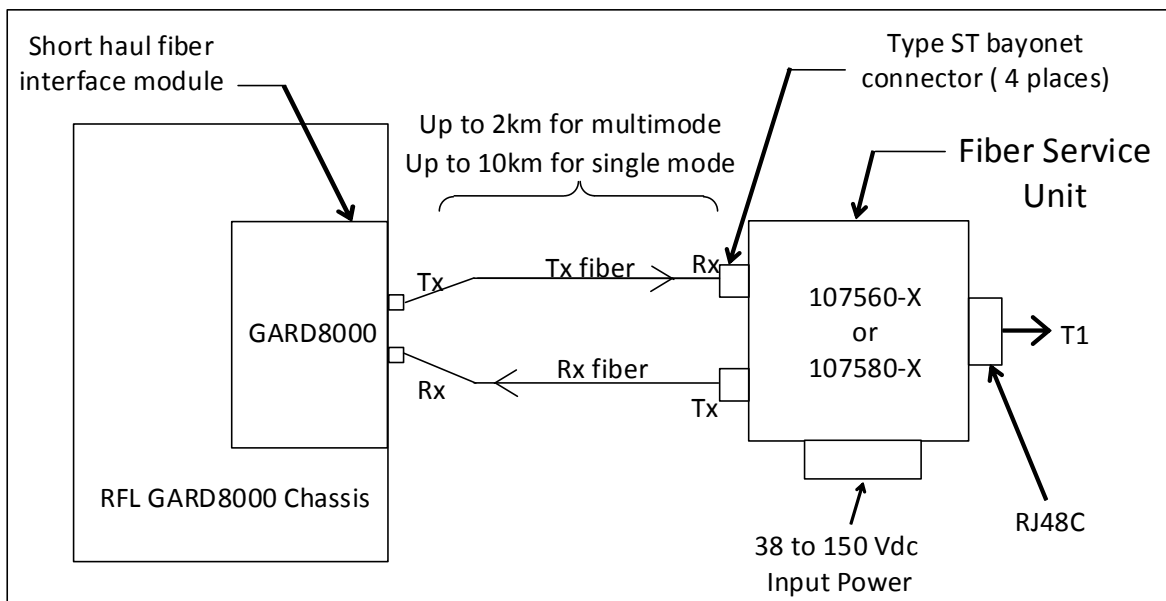 Short haul fiber
interface module
Type ST bayonet
connector ( 4 places)
Up to 2km for multimode
Up to 10km for single mode
Fiber Service
Unit
Tx
Tx fiber
Rx
GARD8000
107560-X
or
107580-X
T1
Rx
Rx fiber
Tx
RFL GARD8000 Chassis
RJ48C
38 to 150 Vdc
Input Power